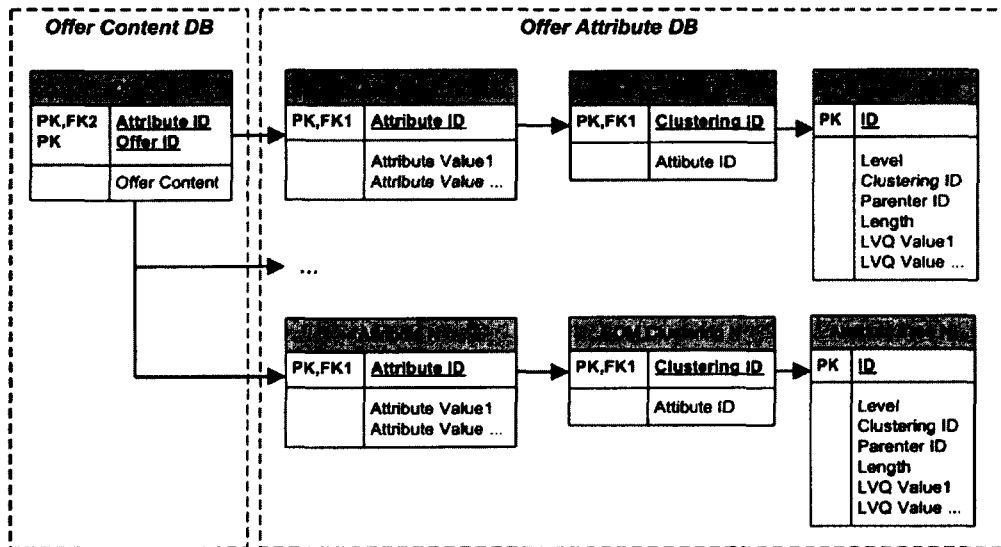 Offer Content DB
Offer Attribute DB
PK,FK2 Attribute ID
PK Offer ID
Offer Content
PK,FK1 Attribute ID
Attribute Value1
Attribute Value ...
PK,FK1 Clustering ID
Attibute ID
PK ID
Level
Clustering ID
Parenter ID
Length
LVQ Value1
LVQ Value ...
...
PK,FK1 Attribute ID
Attribute Value1
Attribute Value ...
PK,FK1 Clustering ID
Attibute ID
PK ID
Level
Clustering ID
Parenter ID
Length
LVQ Value1
LVQ Value ...